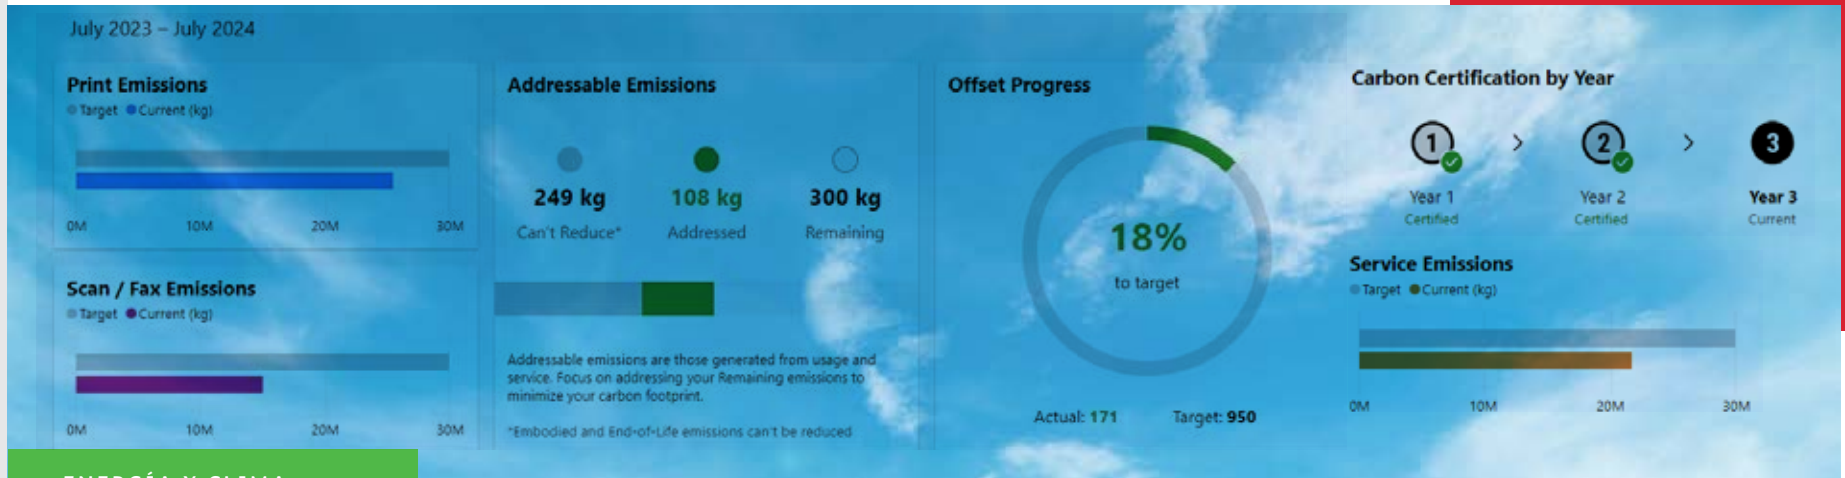 July 2023 – July 2024
Print Emissions
Target Current (kg)
0M 10M 20M 30M
Scan / Fax Emissions
Target Current (kg)
0M 10M 20M 30M
Addressable Emissions
249 kg 108 kg 300 kg
Can't Reduce* Addressed Remaining
Addressable emissions are those generated from usage and
service. Focus on addressing your Remaining emissions to
minimize your carbon footprint.
*Embodied and End-of-Life emissions can't be reduced
Offset Progress
18%
to target
Actual: 171 Target: 950
Carbon Certification by Year
1 > 2 > 3
Year 1 Year 2 Year 3
Certified Certified Current
Service Emissions
Target Current (kg)
0M 10M 20M 30M